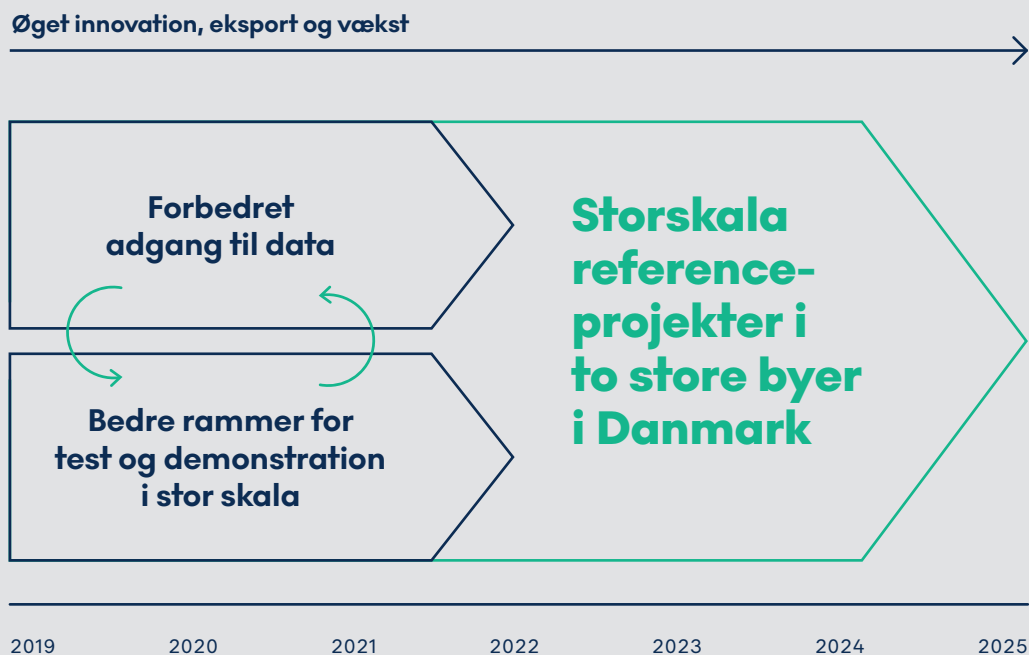 Øget innovation, eksport og vækst
Forbedret
adgang til data
Bedre rammer for
test og demonstration
i stor skala
Storskala
reference-
projekter i
to store byer
i Danmark
2019 2020 2021 2022 2023 2024 2025